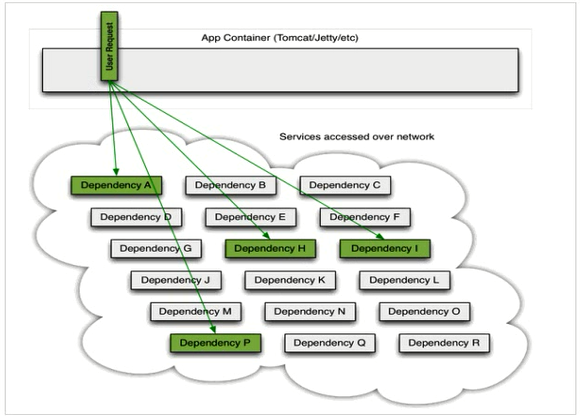 User Request
App Container (Tomcat/Jetty/etc)
Services accessed over network
Dependency A
Dependency B
Dependency C
Dependency D
Dependency E
Dependency F
Dependency G
Dependency H
Dependency I
Dependency J
Dependency K
Dependency L
Dependency M
Dependency N
Dependency O
Dependency P
Dependency Q
Dependency R